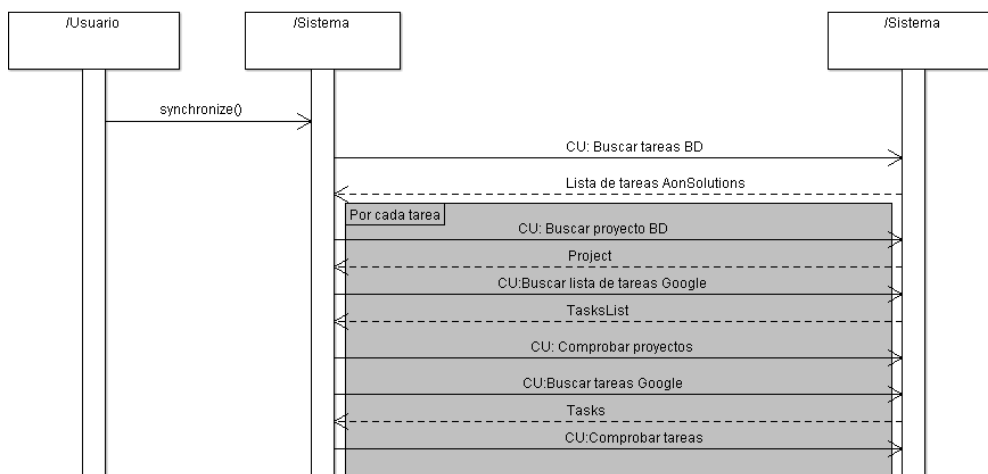 /Usuario
/Sistema
/Sistema
synchronize()
CU: Buscar tareas BD
Lista de tareas AonSolutions
Por cada tarea
CU: Buscar proyecto BD
Project
CU:Buscar lista de tareas Google
TasksList
CU: Comprobar proyectos
CU:Buscar tareas Google
Tasks
CU:Comprobar tareas